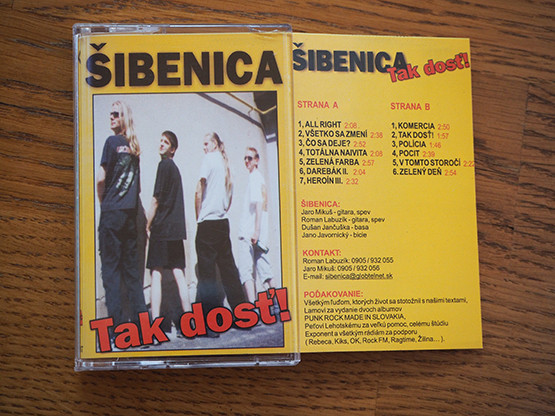 ŠIBENICA
Tak dosť!
ŠIBENICA
Tak dosť!
STRANA A
1, ALL RIGHT 2:08
2, VŠETKO SA ZMENÍ 2:38
3, ČO SA DEJE? 2:52
4, TOTÁLNA NAIVITA 2:08
5, ZELENÁ FARBA 2:57
6, DAREBÁK II. 2:04
7, HEROÍN III. 2:32
STRANA B
1, KOMERCIA 2:50
2, TAK DOSŤ! 1:57
3, POLÍCIA 1:46
4, POCIT 2:39
5, V TOMTO STOROČÍ
6, ZELENÝ DEŇ 2:54
ŠIBENICA:
Jaro Mikuš - gitara, spev
Roman Labuzík - gitara, spev
Dušan Jančuška - basa
Jano Javornický - bicie
KONTAKT:
Roman Labuzík: 0905 / 932 055
Jaro Mikuš: 0905 / 932 056
E-mail: sibenica@globtelnet.sk
POĎAKOVANIE:
Všetkým ľuďom, ktorých život sa stotožnil s našimi textami,
Lamovi za vydanie dvoch albumov
PUNK ROCK MADE IN SLOVAKIA,
Peťovi Lehotskému za veľkú pomoc, celému štúdiu
Exponent a všetkým rádiám za podporu
( Rebeca, Kiks, OK, Rock FM, Ragtime, Žilina... ).